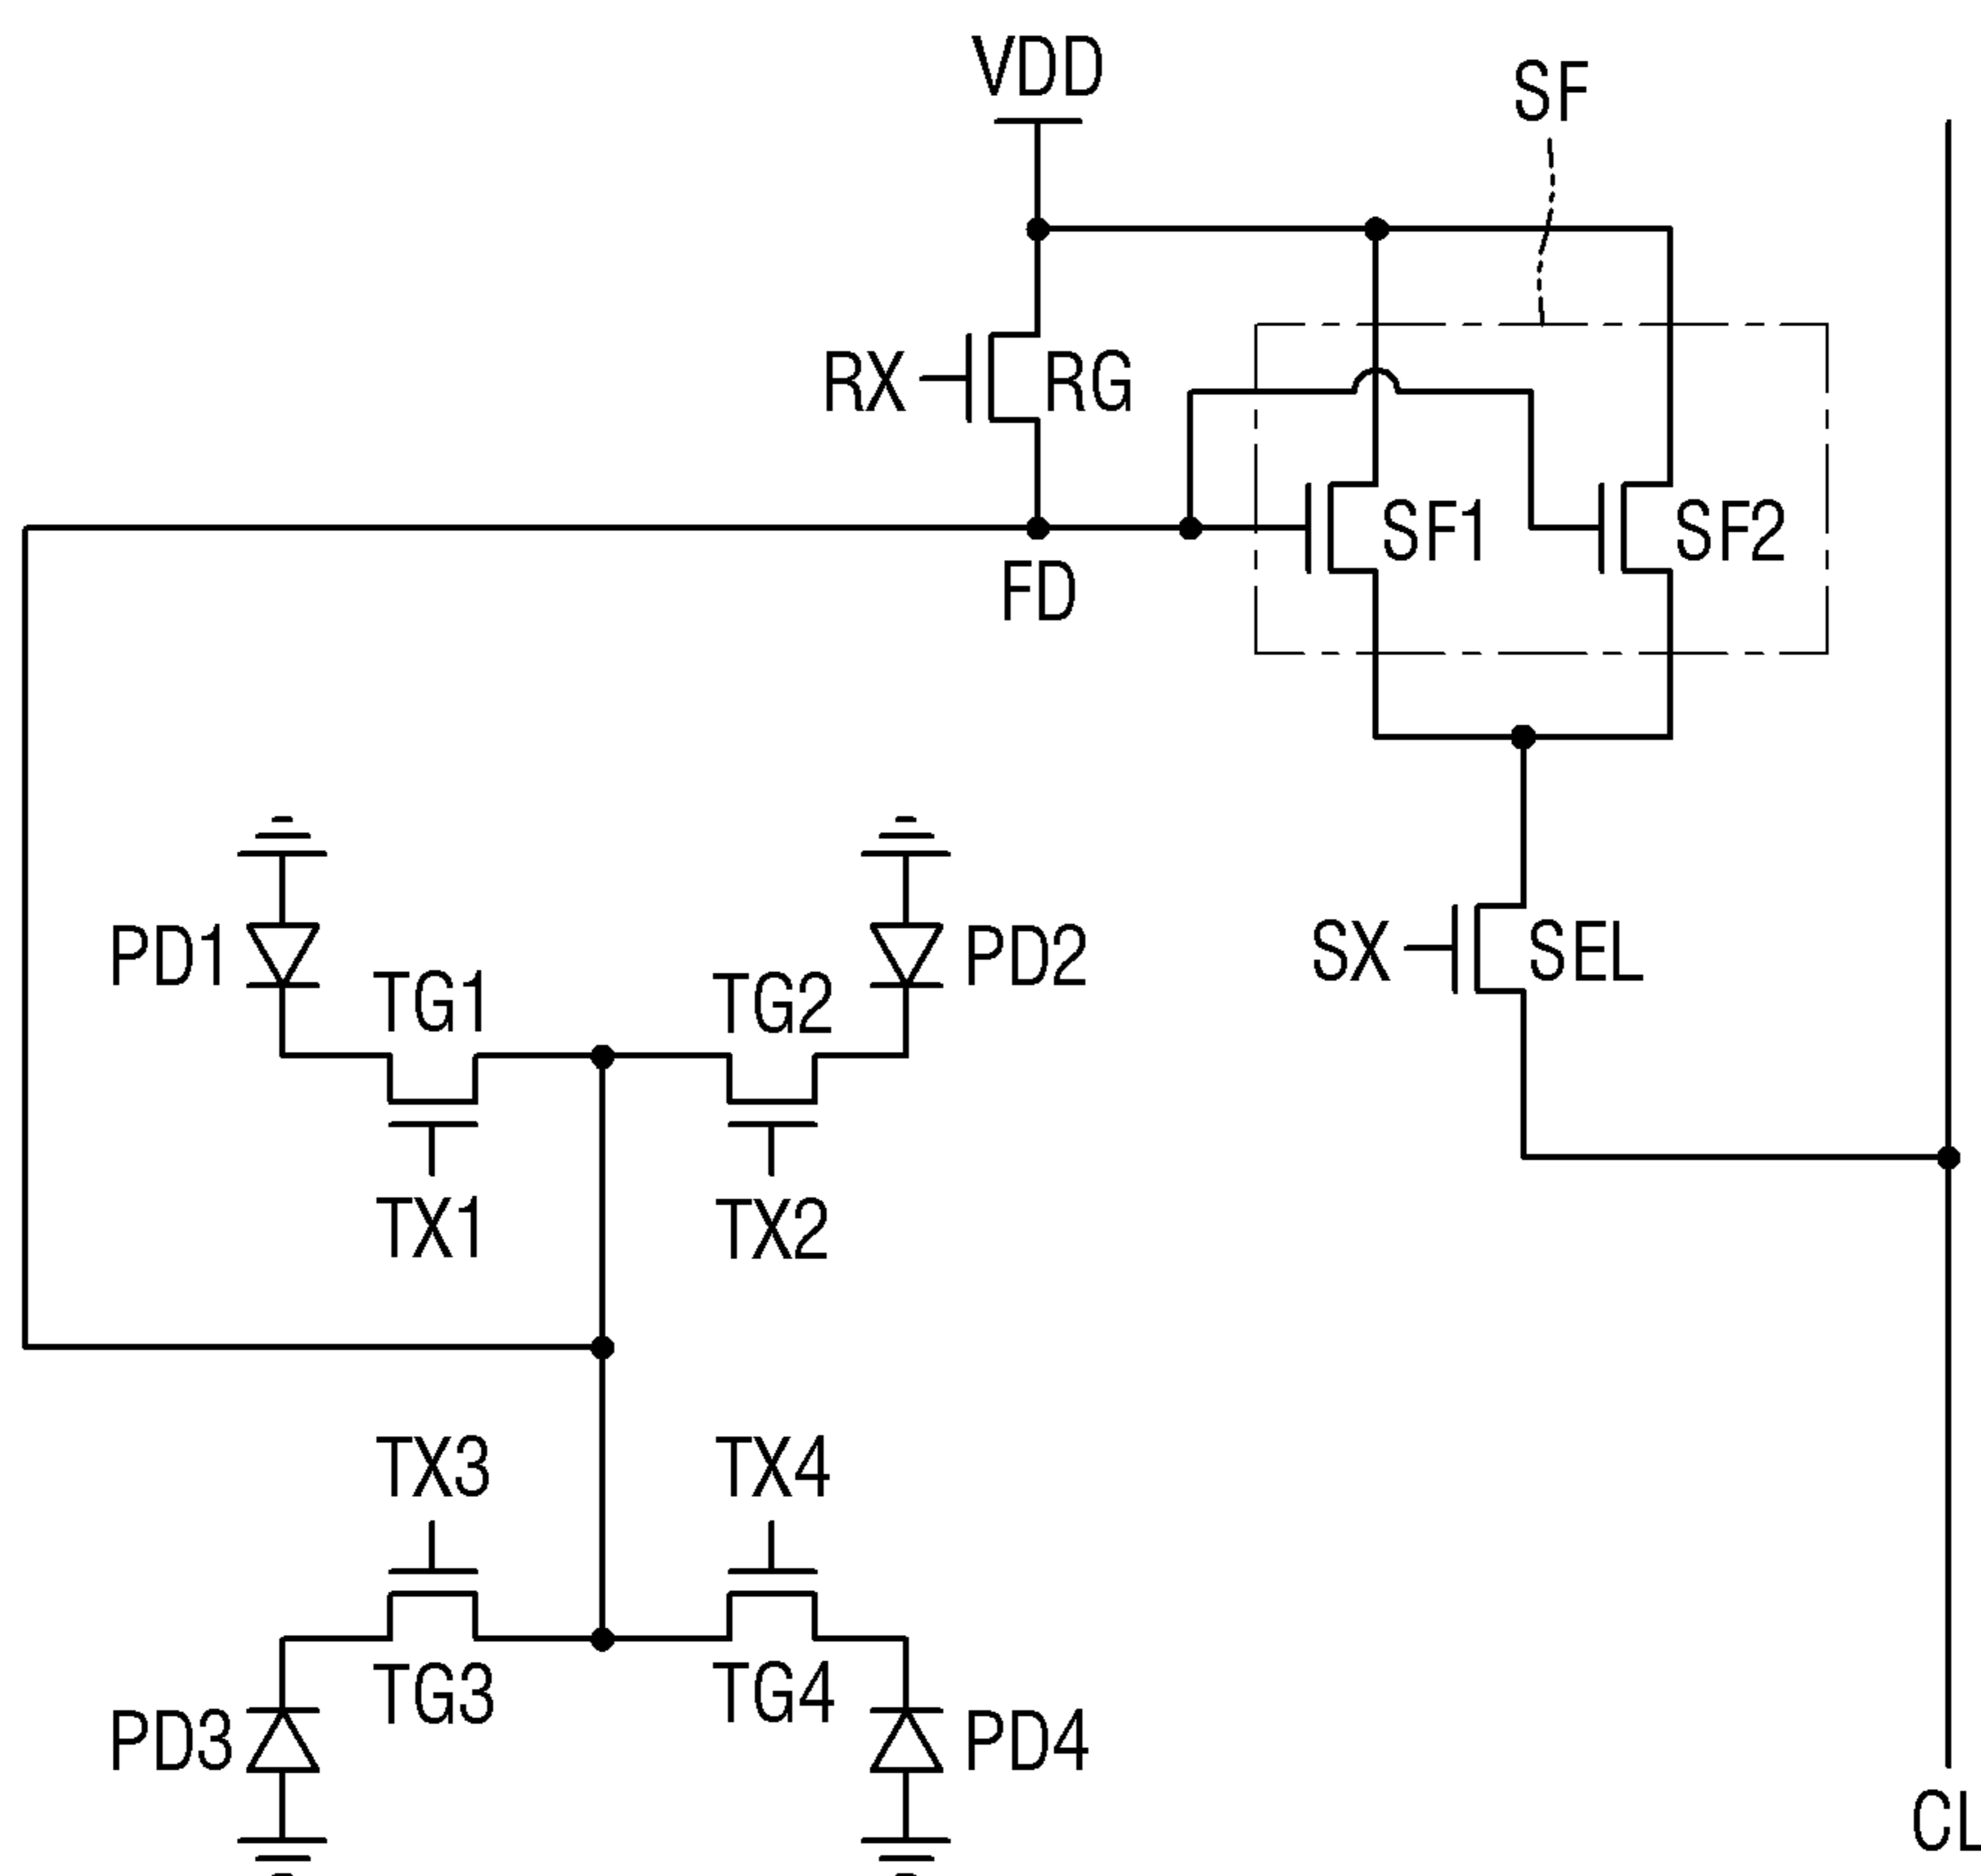 VDD
SF
RX
RG
SF1
SF2
FD
PD1
TG1
TG2
PD2
SX
SEL
TX1
TX2
TX3
TX4
TG3
TG4
PD3
PD4
CL